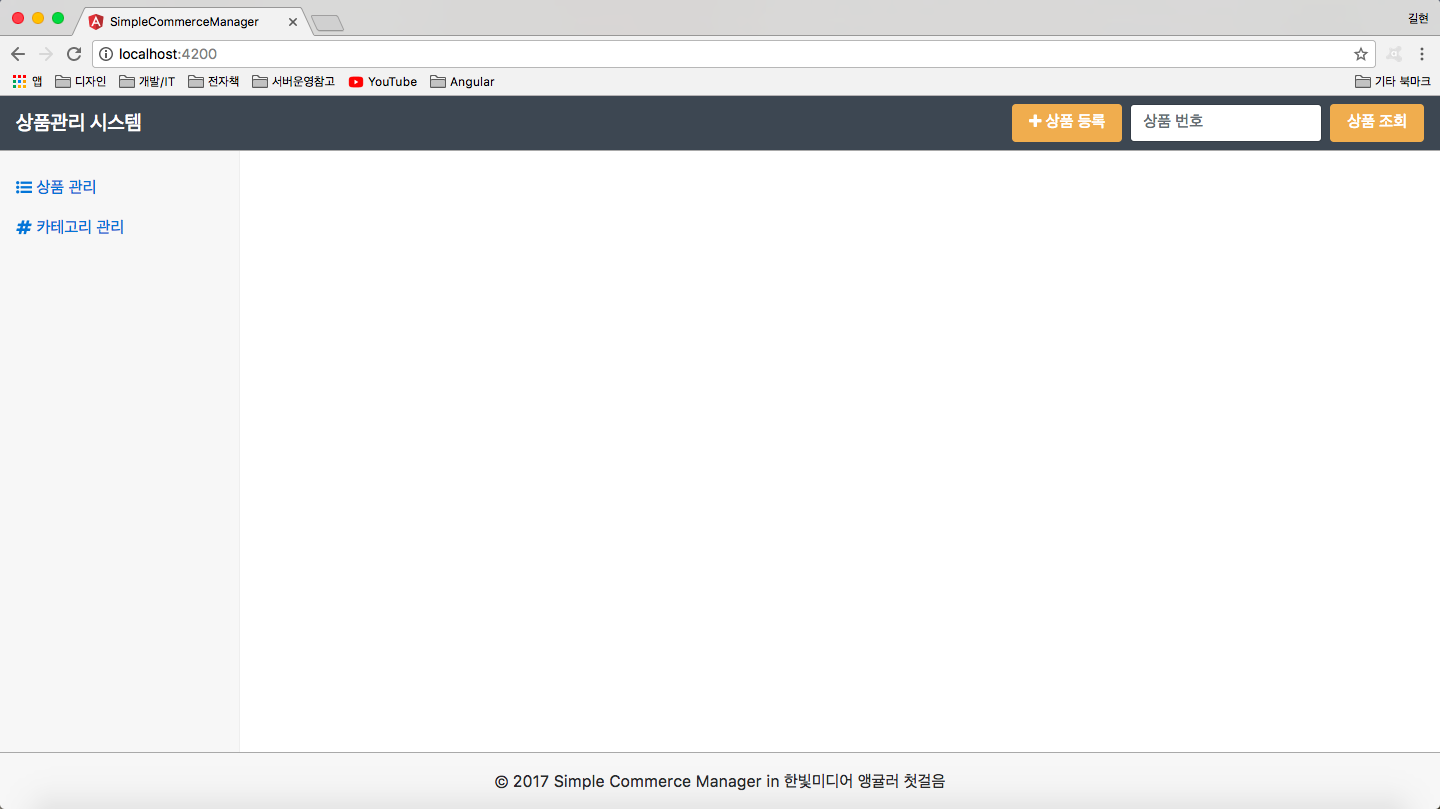 SimpleCommerceManager
길현
localhost:4200
앱 디자인 개발/IT 전자책 서버운영참고 YouTube Angular 기타 북마크
상품관리 시스템 상품 등록 상품 번호 상품 조회
상품 관리
카테고리 관리
© 2017 Simple Commerce Manager in 한빛미디어 앵귤러 첫걸음